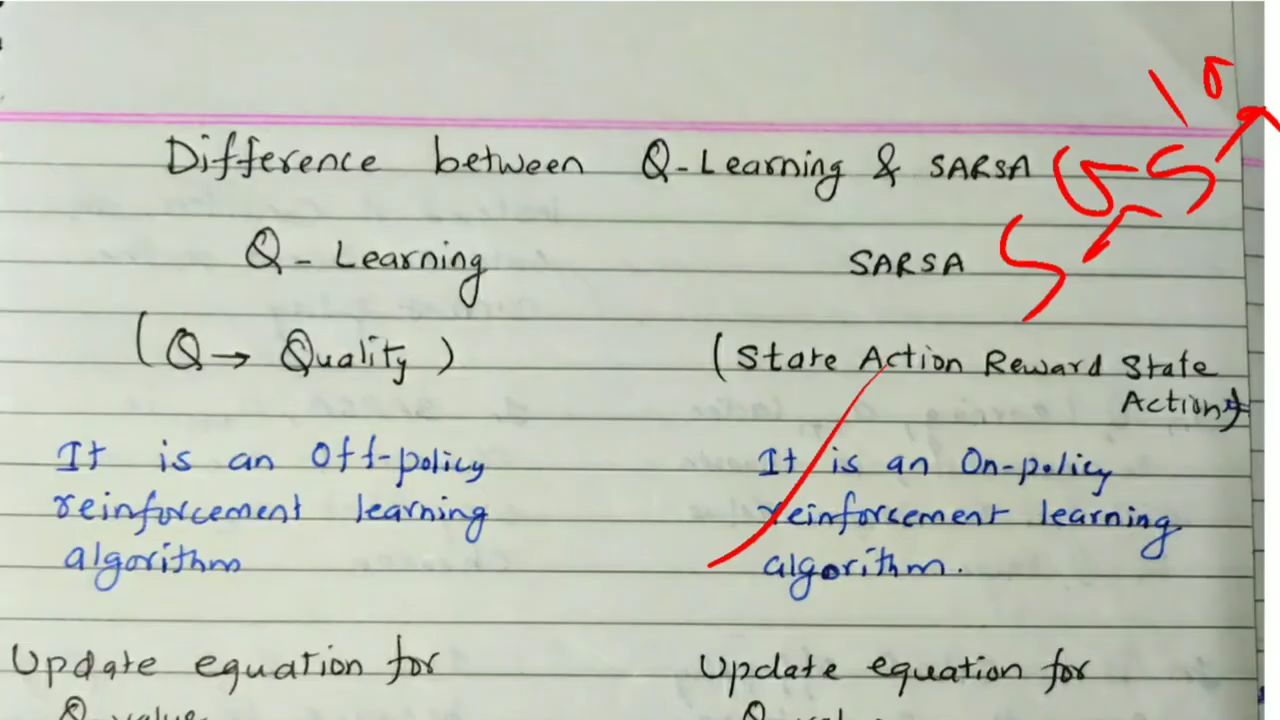 Difference between Q-Learning & SARSA
Q- Learning
(Q→ Quality)
It is an Off-policy
reinforcement learning
algorithm
Update equation for
Q-value
SARSA
(State Action Reward State
Action)
It is an On-policy
reinforcement learning
algorithm.
Update equation for